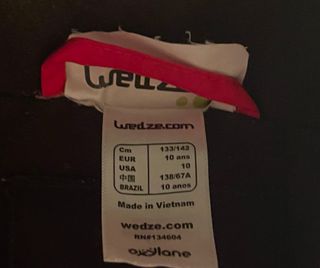 wedze
wedze.com
Cm 133/142
EUR 10 ans
USA 10
中国 138/67A
BRAZIL 10 anos
Made in Vietnam
wedze.com
RN#134604
oxylane